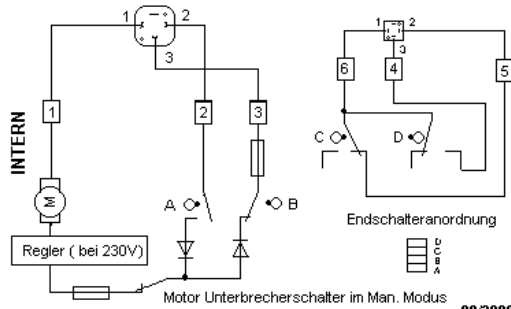 1 2
3
1 2 3
INTERN
M
A B
Regler ( bei 230V)
Motor Unterbrecherschalter im Man. Modus
1 2
3
6 4 5
C D
Endschalteranordnung
D
C
B
A